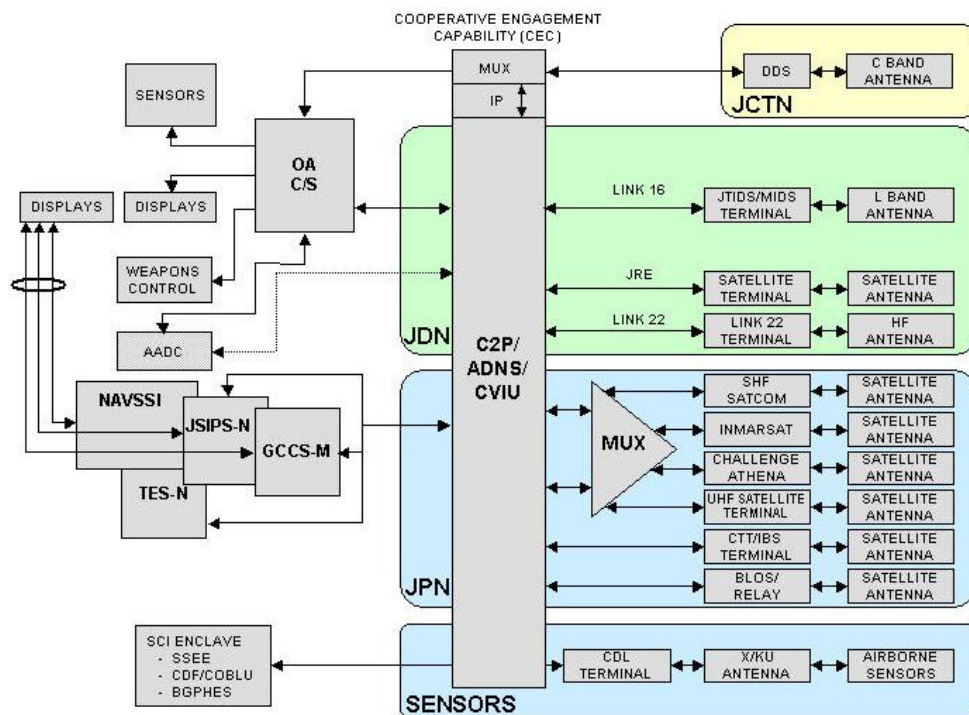 COOPERATIVE ENGAGEMENT
CAPABILITY (CEC)
MUX
IP
DDS
C BAND
ANTENNA
JCTN
SENSORS
OA
C/S
DISPLAYS
DISPLAYS
WEAPONS
CONTROL
AADC
LINK 16
JTIDS/MIDS
TERMINAL
L BAND
ANTENNA
JRE
SATELLITE
TERMINAL
SATELLITE
ANTENNA
LINK 22
LINK 22
TERMINAL
HF
ANTENNA
JDN
C2P/
ADNS/
CVIU
NAVSSI
JSIPS-N
GCCS-M
TES-N
MUX
SHF
SATCOM
SATELLITE
ANTENNA
INMARSAT
SATELLITE
ANTENNA
CHALLENGE
ATHENA
SATELLITE
ANTENNA
UHF SATELLITE
TERMINAL
SATELLITE
ANTENNA
CTT/IBS
TERMINAL
SATELLITE
ANTENNA
BLOS/
RELAY
SATELLITE
ANTENNA
JPN
SCI ENCLAVE
- SSEE
- CDF/COBLU
- BGPHES
CDL
TERMINAL
X/KU
ANTENNA
AIRBORNE
SENSORS
SENSORS